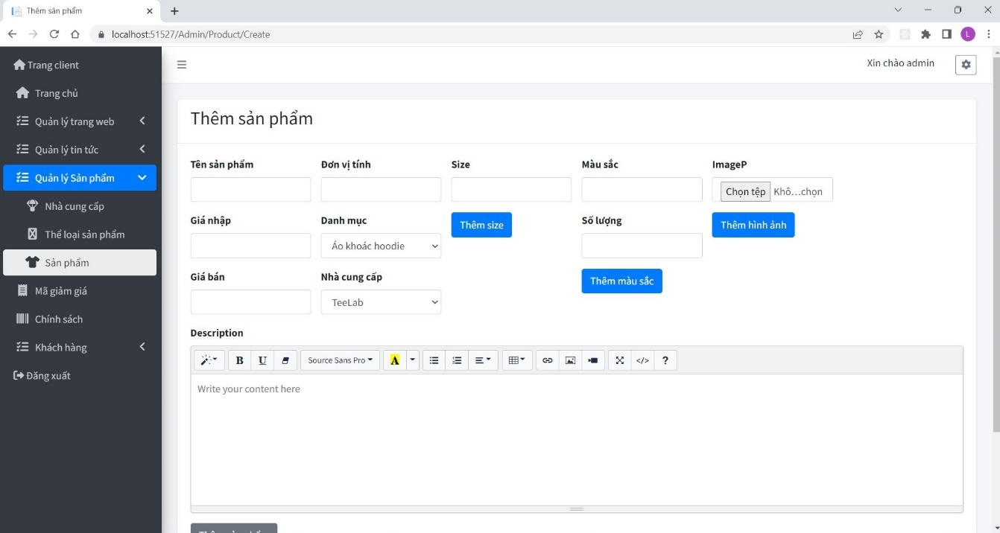 Thêm sản phẩm
localhost:51527/Admin/Product/Create
L
Trang client
Trang chủ
Quản lý trang web
Quản lý tin tức
Quản lý Sản phẩm
Nhà cung cấp
Thể loại sản phẩm
Sản phẩm
Mã giảm giá
Chính sách
Khách hàng
Đăng xuất
Xin chào admin
Thêm sản phẩm
Tên sản phẩm Đơn vị tính Size Màu sắc ImageP
Chọn tệp Khô...chọn
Giá nhập Danh mục Thêm size Số lượng Thêm hình ảnh
Áo khoác hoodie
Giá bán Nhà cung cấp Thêm màu sắc
TeeLab
Description
B U Source Sans Pro A </> ?
Write your content here
Thêm sản phẩm